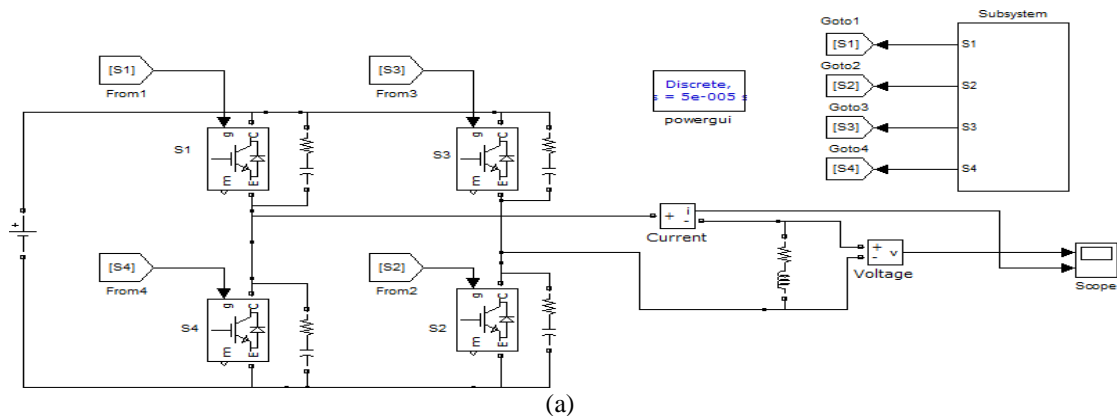 Subsystem
Goto1
[S1]
S1
Goto2
[S2]
S2
Goto3
[S3]
S3
Goto4
[S4]
S4
[S1]
From1
[S3]
From3
Discrete,
s = 5e-005 s
powergui
g C
S1
m E
g C
S3
m E
+
+ i
-
Current
+
- v
Voltage
Scope
[S4]
From4
[S2]
From2
g C
S4
m E
g C
S2
m E
(a)